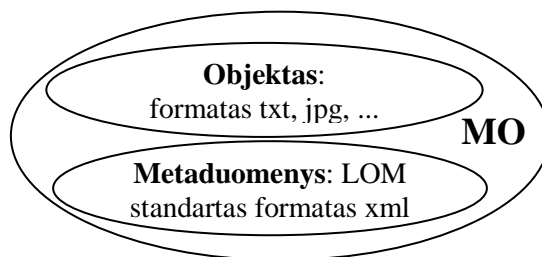 Objektas:
formatas txt, jpg, ...
MO
Metaduomenys: LOM
standartas formatas xml